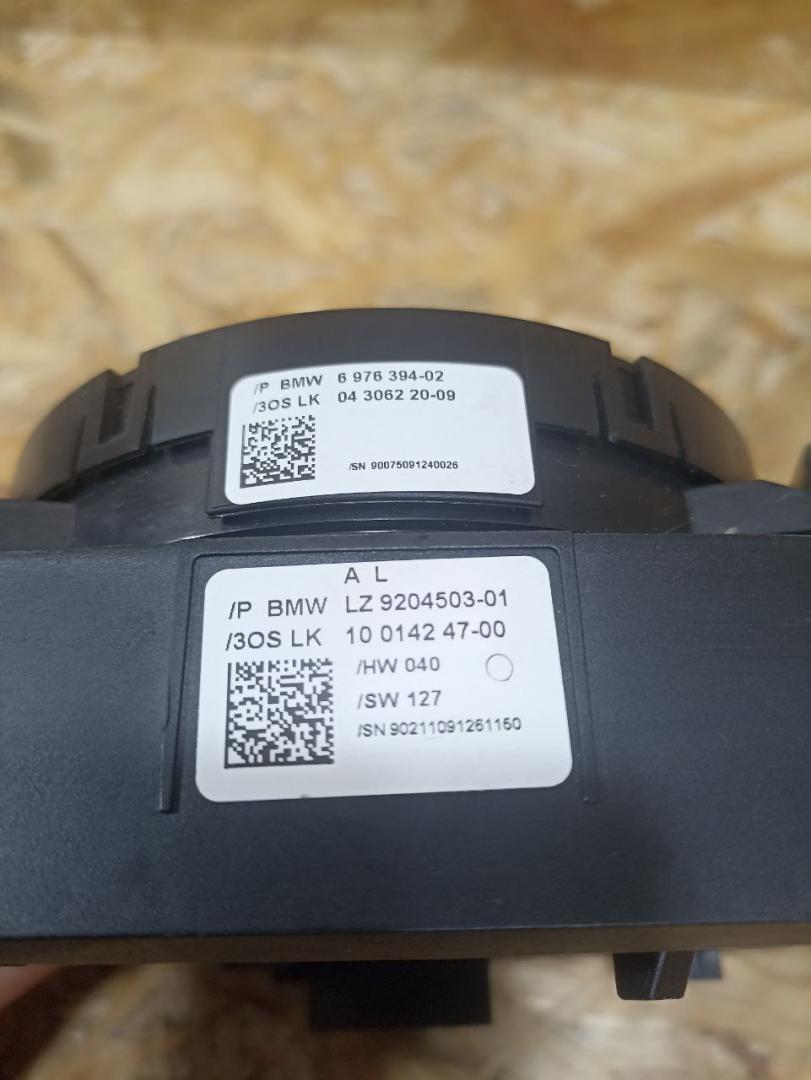 /P BMW 6 976 394-02
/3OS LK 04 3062 20-09
/SN 90075091240026
A L
/P BMW LZ 9204503-01
/3OS LK 10 0142 47-00
/HW 040
/SW 127
/SN 90211091261150